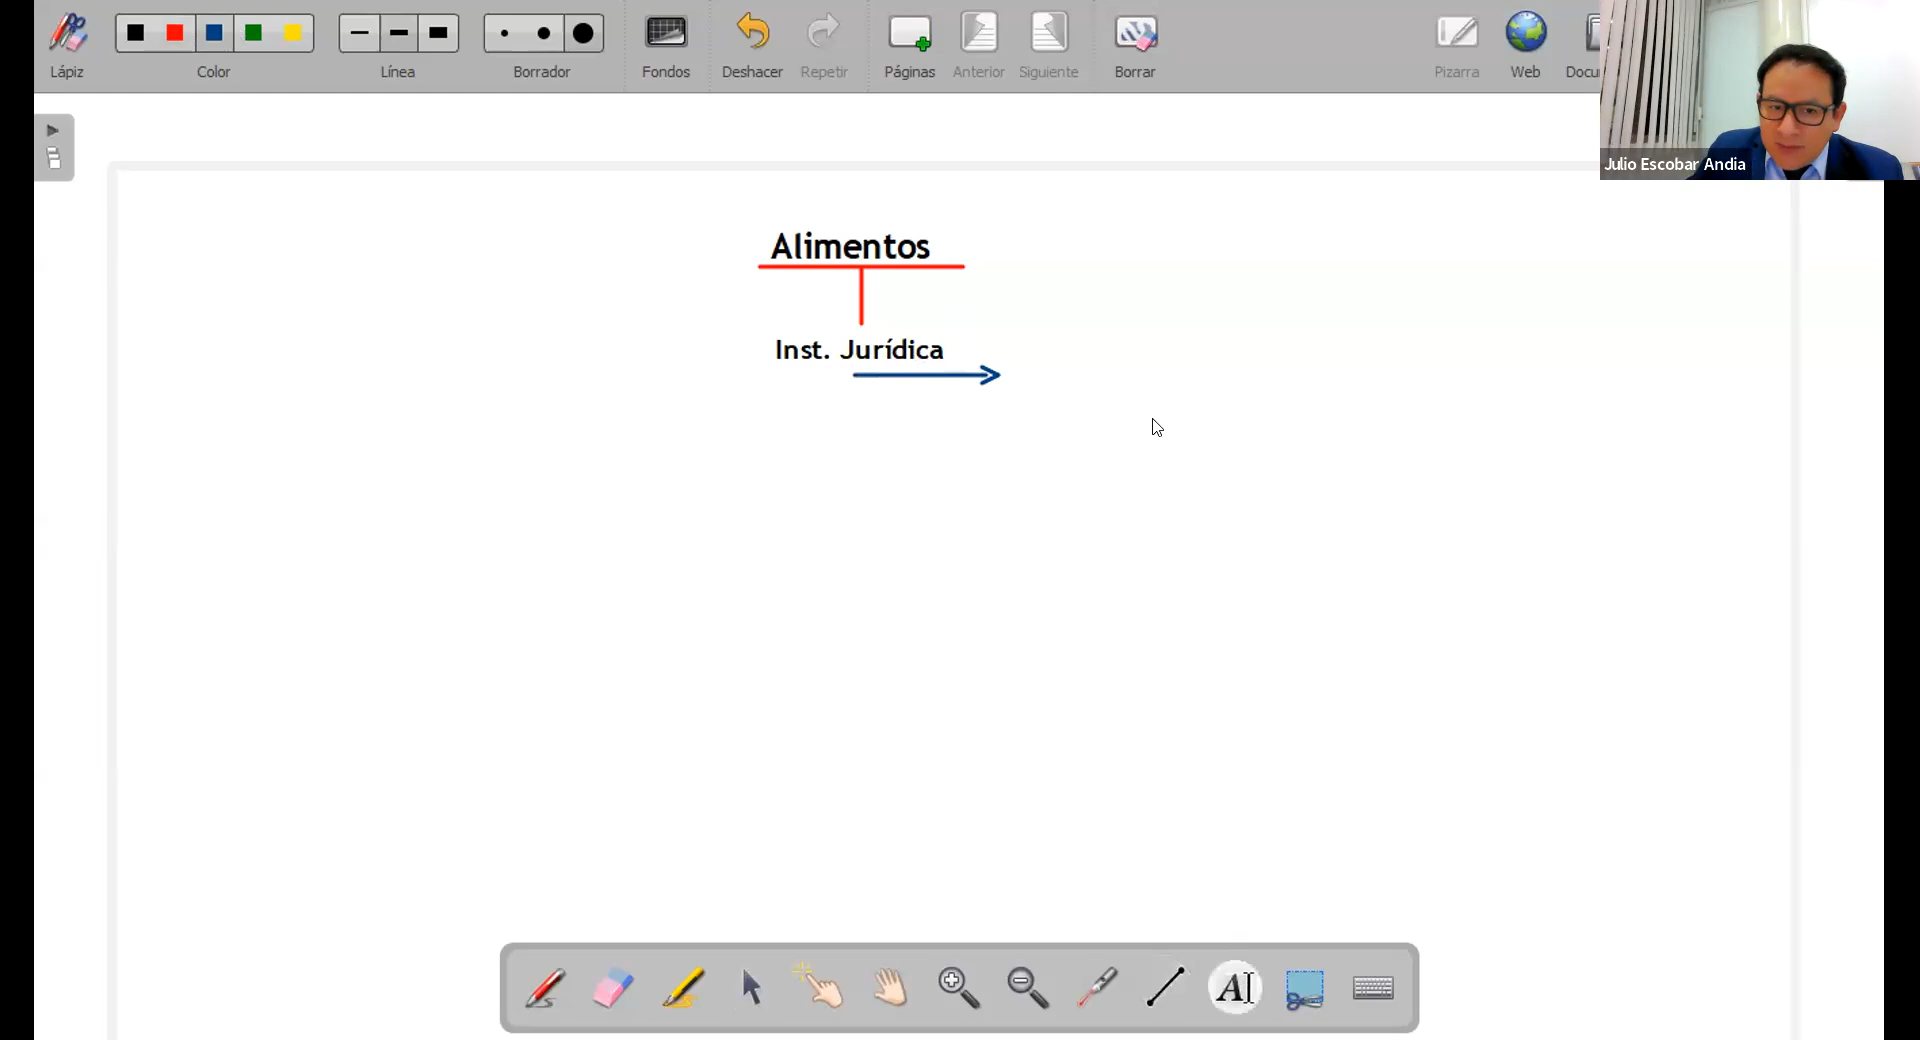 Lápiz
Color
Línea
Borrador
Fondos
Deshacer
Repetir
Páginas
Anterior
Siguiente
Borrar
Pizarra
Web
Docu
Julio Escobar Andia
Alimentos
Inst. Jurídica
A